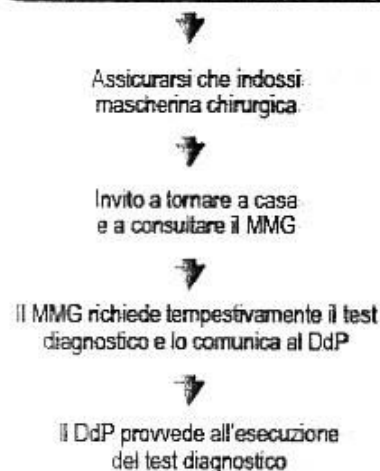 Assicurarsi che indossi
mascherina chirurgica
Invito a tornare a casa
e a consultare il MMG
Il MMG richiede tempestivamente il test
diagnostico e lo comunica al DdP
Il DdP provvede all'esecuzione
del test diagnostico